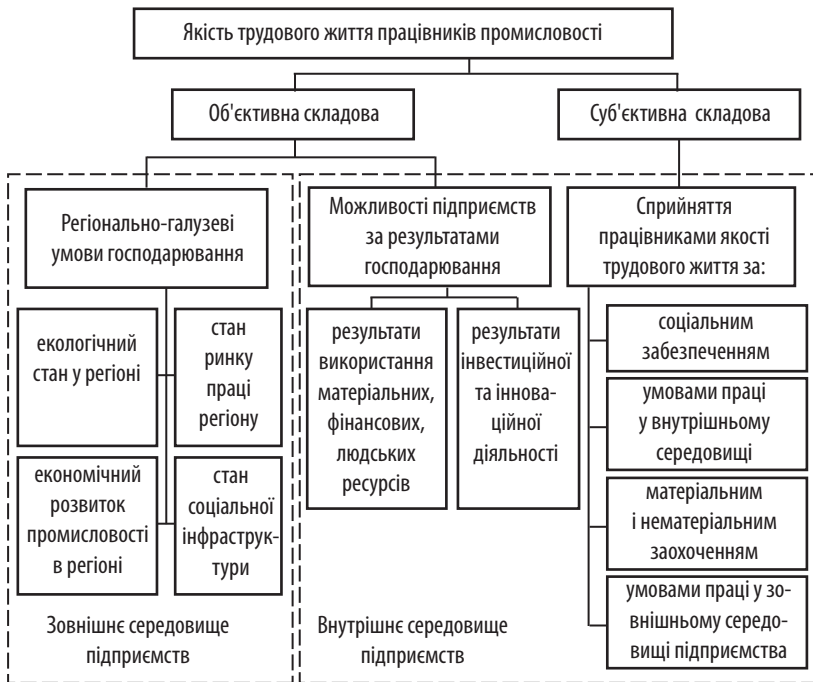 Якість трудового життя працівників промисловості
Об'єктивна складова
Суб'єктивна складова
Регіонально-галузеві
умови господарювання
Можливості підприємств
за результатами
господарювання
Сприйняття
працівниками якості
трудового життя за:
екологічний
стан у регіоні
стан
ринку
праці
регіону
економічний
розвиток
промисловості
в регіоні
стан
соціальної
інфраструк-
тури
результати
використання
матеріальних,
фінансових,
людських
ресурсів
результати
інвестиційної
та іннова-
ційної
діяльності
соціальним
забезпеченням
умовами праці
у внутрішньому
середовищі
матеріальним
і нематеріальним
заохоченням
умовами праці у зо-
внішньому середо-
вищі підприємства
Зовнішнє середовище
підприємств
Внутрішнє середовище
підприємств